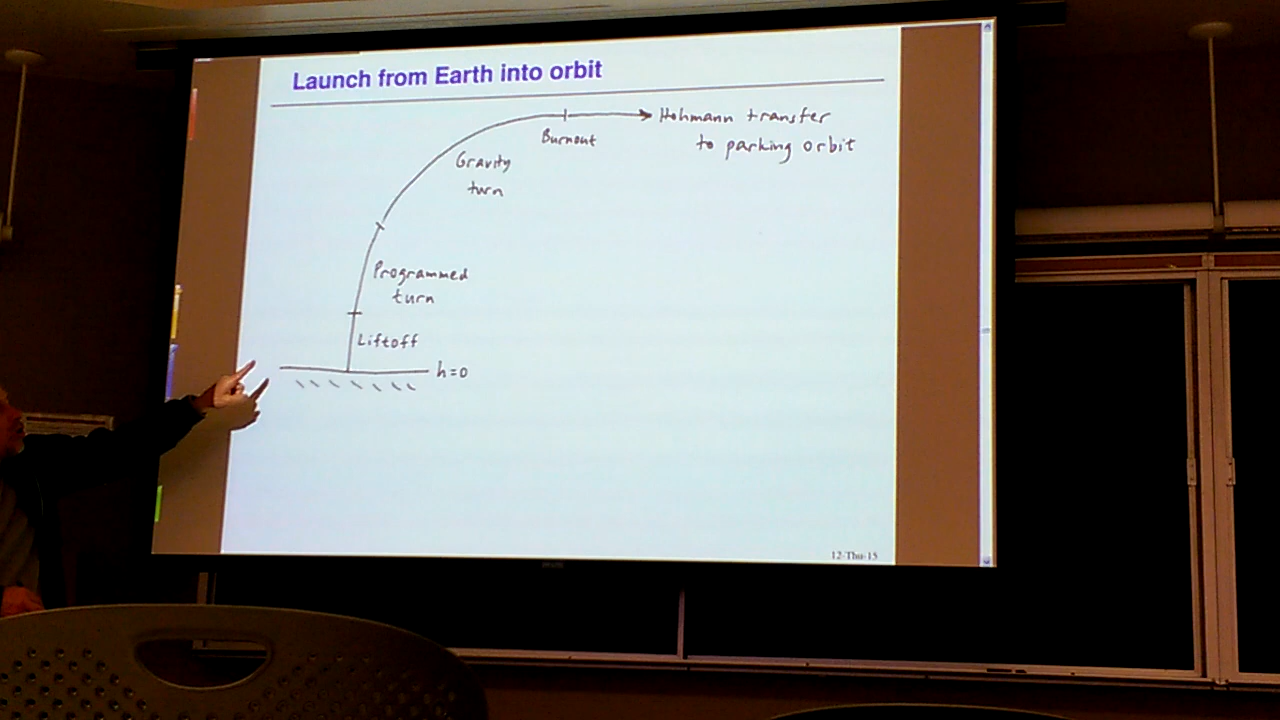 Launch from Earth into orbit
Hohmann transfer
to parking orbit
Burnout
Gravity
turn
Programmed
turn
Liftoff
h=0
12-Thu-15